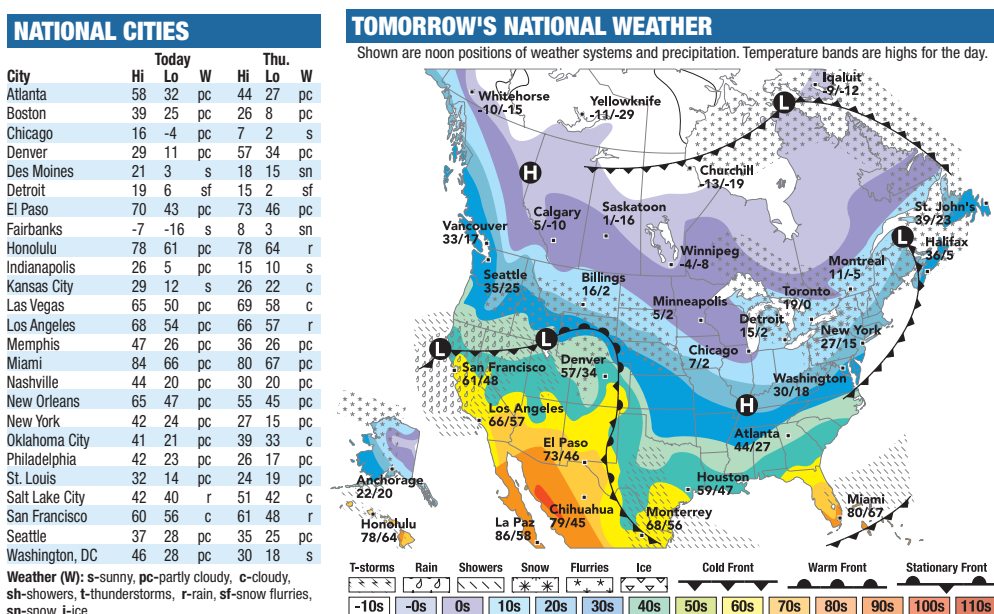 NATIONAL CITIES
Today Thu.
City Hi Lo W Hi Lo W
Atlanta 58 32 pc 44 27 pc
Boston 39 25 pc 26 8 pc
Chicago 16 -4 pc 7 2 s
Denver 29 11 pc 57 34 pc
Des Moines 21 3 s 18 15 sn
Detroit 19 6 sf 15 2 sf
El Paso 70 43 pc 73 46 pc
Fairbanks -7 -16 s 8 3 sn
Honolulu 78 61 pc 78 64 r
Indianapolis 26 5 pc 15 10 s
Kansas City 29 12 s 26 22 c
Las Vegas 65 50 pc 69 58 c
Los Angeles 68 54 pc 66 57 r
Memphis 47 26 pc 36 26 pc
Miami 84 66 pc 80 67 pc
Nashville 44 20 pc 30 20 pc
New Orleans 65 47 pc 55 45 pc
New York 42 24 pc 27 15 pc
Oklahoma City 41 21 pc 39 33 c
Philadelphia 42 23 pc 26 17 pc
St. Louis 32 14 pc 24 19 pc
Salt Lake City 42 40 r 51 42 c
San Francisco 60 56 c 61 48 r
Seattle 37 28 pc 35 25 pc
Washington, DC 46 28 pc 30 18 s
Weather (W): s-sunny, pc-partly cloudy, c-cloudy,
sh-showers, t-thunderstorms, r-rain, sf-snow flurries,
sn-snow, i-ice
TOMORROW'S NATIONAL WEATHER
Shown are noon positions of weather systems and precipitation. Temperature bands are highs for the day.
Iqaluit
-9/-12
Whitehorse
-10/-15
Yellowknife
-11/-29
L
H
Churchill
-13/-19
Calgary
5/-10
Saskatoon
1/-16
St. John's
39/23
Vancouver
33/17
L
Halifax
36/5
Winnipeg
-4/-8
Montreal
11/-5
Seattle
35/25
Billings
16/2
Toronto
19/0
Minneapolis
5/2
Detroit
15/2
New York
27/15
L
L
Chicago
7/2
Denver
57/34
San Francisco
61/48
Washington
30/18
H
Los Angeles
66/57
Atlanta
44/27
El Paso
73/46
Anchorage
22/20
Houston
59/47
Chihuahua
79/45
Miami
80/67
Monterrey
68/56
Honolulu
78/64
La Paz
86/58
T-storms Rain Showers Snow Flurries Ice Cold Front Warm Front Stationary Front
-10s -0s 0s 10s 20s 30s 40s 50s 60s 70s 80s 90s 100s 110s